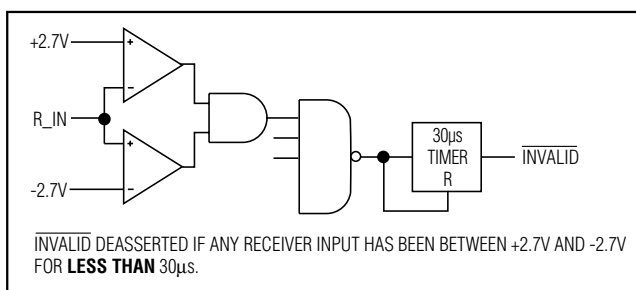 +2.7V
R_IN
-2.7V
+
−
+
−
30µs
TIMER
R
INVALID
INVALID DEASSERTED IF ANY RECEIVER INPUT HAS BEEN BETWEEN +2.7V AND -2.7V
FOR LESS THAN 30µs.